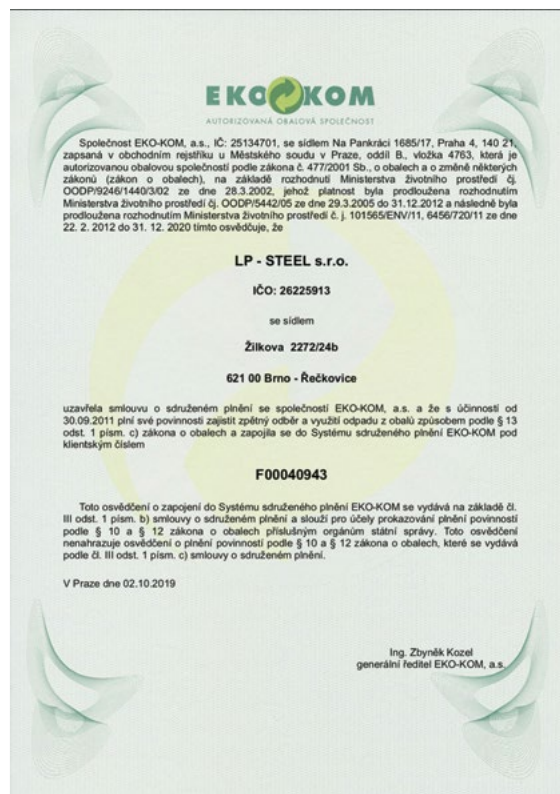 EKO KOM
AUTORIZOVANÁ OBALOVÁ SPOLEČNOST
Společnost EKO-KOM, a.s., IČ: 25134701, se sídlem Na Pankráci 1685/17, Praha 4, 140 21,
zapsaná v obchodním rejstříku u Městského soudu v Praze, oddíl B., vložka 4763, která je
autorizovanou obalovou společností podle zákona č. 477/2001 Sb., o obalech a o změně některých
zákonů (zákon o obalech), na základě rozhodnutí Ministerstva životního prostředí čj.
OODP/9246/1440/3/02 ze dne 28.3.2002, jehož platnost byla prodloužena rozhodnutím
Ministerstva životního prostředí čj. OODP/5442/05 ze dne 29.3.2005 do 31.12.2012 a následně byla
prodloužena rozhodnutím Ministerstva životního prostředí č. j. 101565/ENV/11, 6456/720/11 ze dne
22. 2. 2012 do 31. 12. 2020 tímto osvědčuje, že
LP - STEEL s.r.o.
IČO: 26225913
se sídlem
Žilkova 2272/24b
621 00 Brno - Řečkovice
uzavřela smlouvu o sdruženém plnění se společností EKO-KOM, a.s. a že s účinností od
30.09.2011 plní své povinnosti zajistit zpětný odběr a využití odpadu z obalů způsobem podle § 13
odst. 1 písm. c) zákona o obalech a zapojila se do Systému sdruženého plnění EKO-KOM pod
klientským číslem
F00040943
Toto osvědčení o zapojení do Systému sdruženého plnění EKO-KOM se vydává na základě čl.
III odst. 1 písm. b) smlouvy o sdruženém plnění a slouží pro účely prokazování plnění povinností
podle § 10 a § 12 zákona o obalech příslušným orgánům státní správy. Toto osvědčení
nenahrazuje osvědčení o plnění povinností podle § 10 a § 12 zákona o obalech, které se vydává
podle čl. III odst. 1 písm. c) smlouvy o sdruženém plnění.
V Praze dne 02.10.2019
Ing. Zbyněk Kozel
generální ředitel EKO-KOM, a.s.